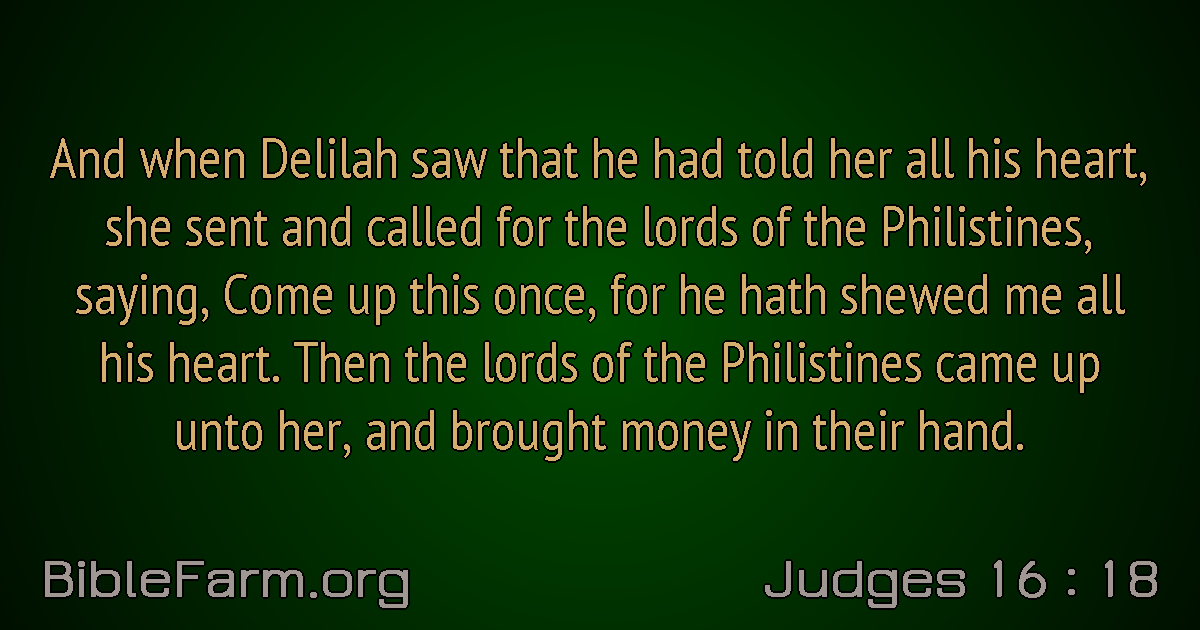 And when Delilah saw that he had told her all his heart,
she sent and called for the lords of the Philistines,
saying, Come up this once, for he hath shewed me all
his heart. Then the lords of the Philistines came up
unto her, and brought money in their hand.
BibleFarm.org
Judges 16 : 18